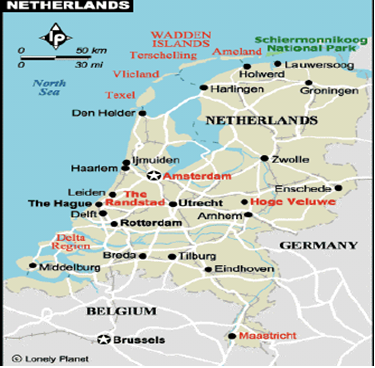 NETHERLANDS
lp
WADDEN
ISLANDS
Schiermonnikoog
National Park
0 50 km
0 30 mi
Terschelling
Ameland
Lauwersoog
Holwerd
Vlieland
North
Sea
Harlingen
Groningen
Texel
Den Helder
NETHERLANDS
Ijmuiden
Haarlem
Zwolle
Amsterdam
Leiden
The
Randstad
Enschede
The Hague
Utrecht
Hoge Veluwe
Delft
Arnhem
Rotterdam
Delta
Region
GERMANY
Breda
Tilburg
Middelburg
Eindhoven
BELGIUM
Maastricht
Brussels
© Lonely Planet